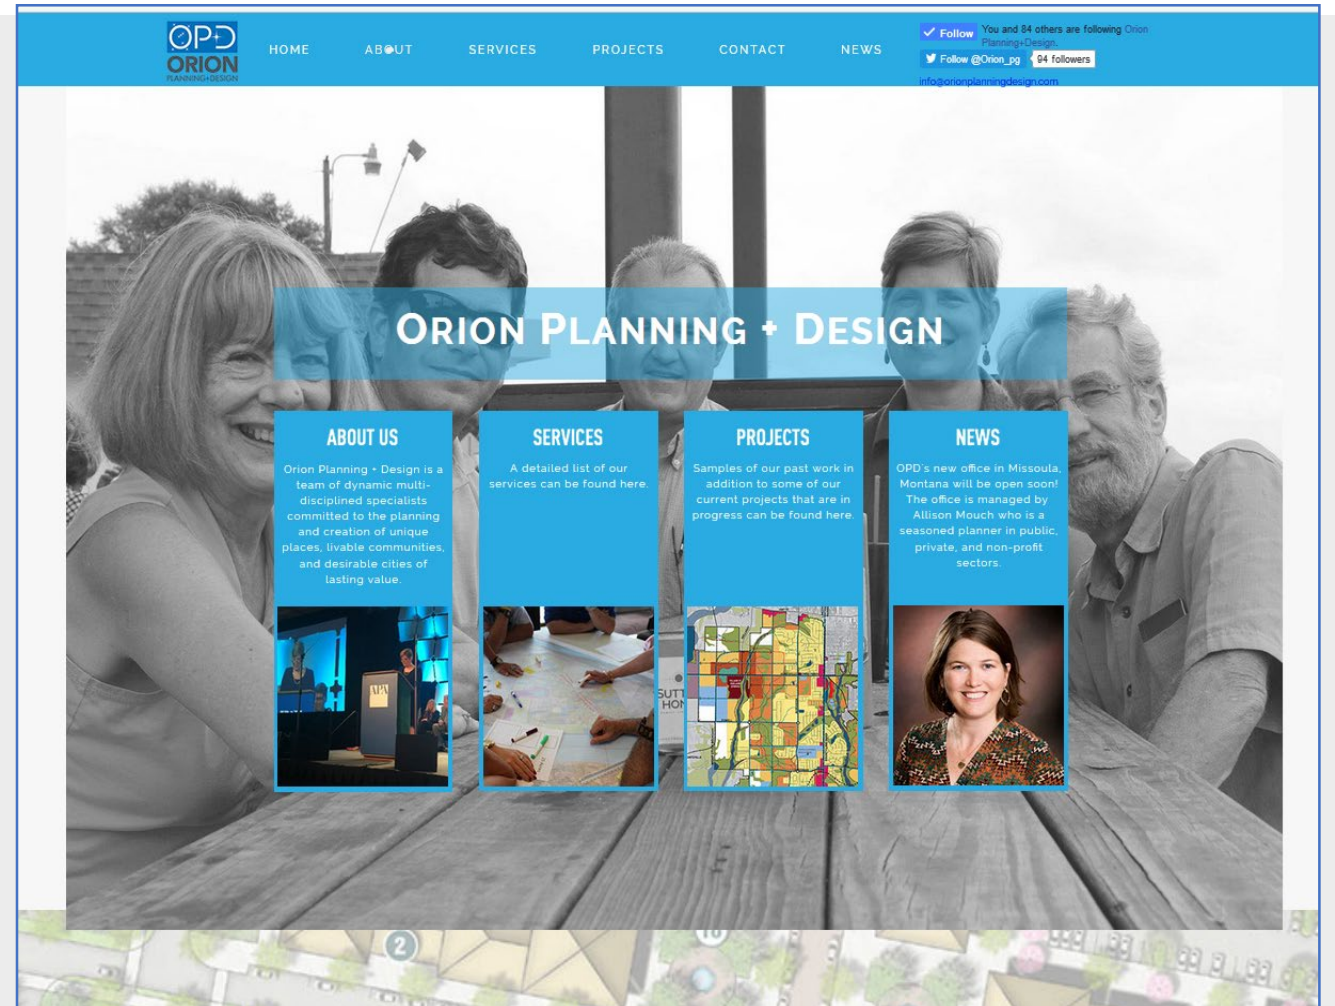 OPD
ORION
PLANNING+DESIGN
HOME
ABOUT
SERVICES
PROJECTS
CONTACT
NEWS
Follow
You and 84 others are following Orion
Planning+Design.
Follow @Orion_pg
94 followers
info@orionplanningdesign.com
ORION PLANNING + DESIGN
ABOUT US
Orion Planning + Design is a
team of dynamic multi-
disciplined specialists
committed to the planning
and creation of unique
places, livable communities,
and desirable cities of
lasting value.
APA
SERVICES
A detailed list of our
services can be found here.
PROJECTS
Samples of our past work in
addition to some of our
current projects that are in
progress can be found here.
NEWS
OPD's new office in Missoula,
Montana will be open soon!
The office is managed by
Allison Mouch who is a
seasoned planner in public,
private, and non-profit
sectors.
2